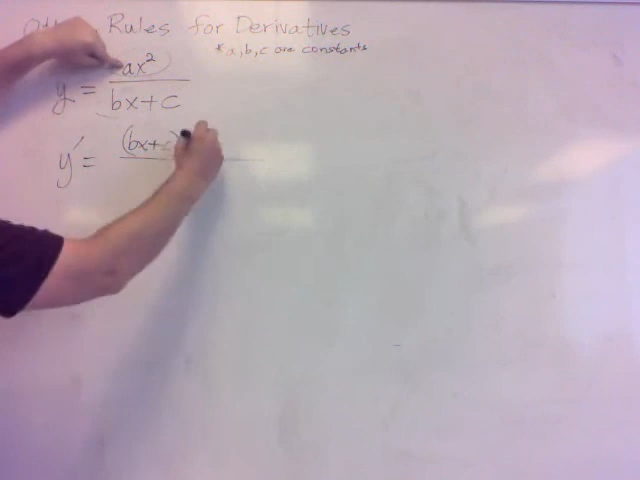 Rules for Derivatives
*a,b,c are constants
y = ax²
bx+c
y' = (bx+c)